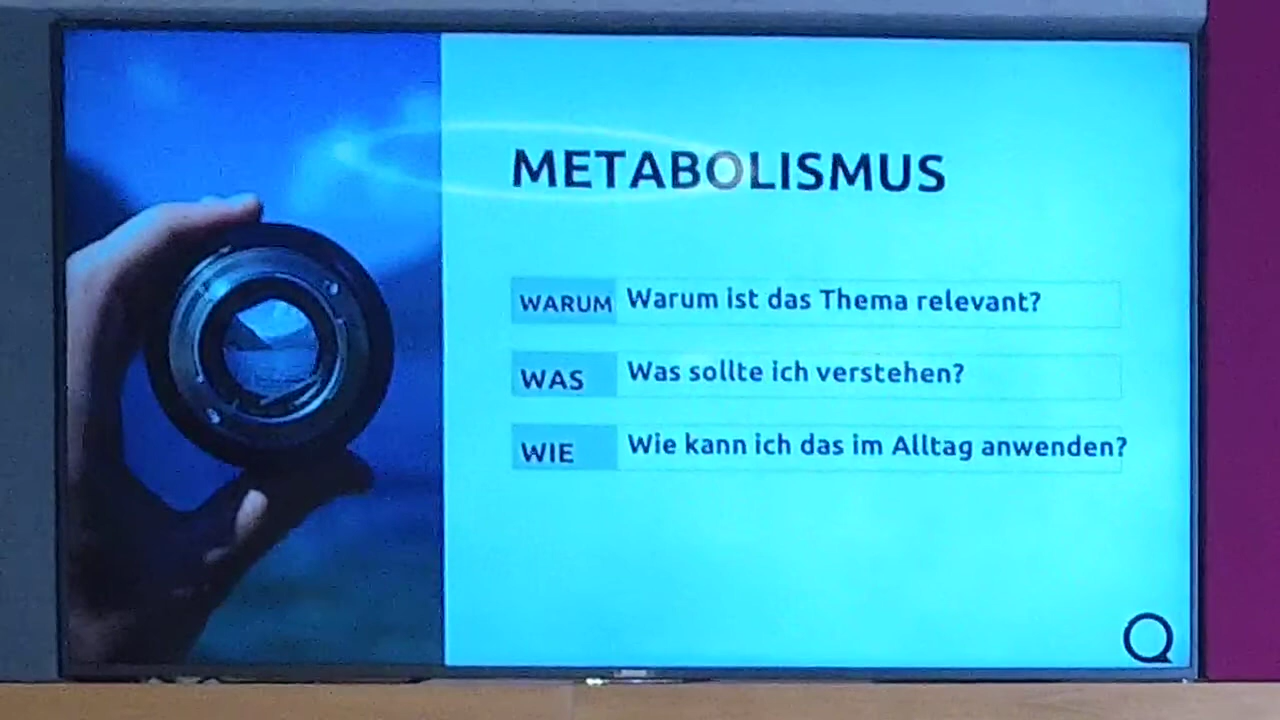 METABOLISMUS
WARUM Warum ist das Thema relevant?
WAS Was sollte ich verstehen?
WIE Wie kann ich das im Alltag anwenden?